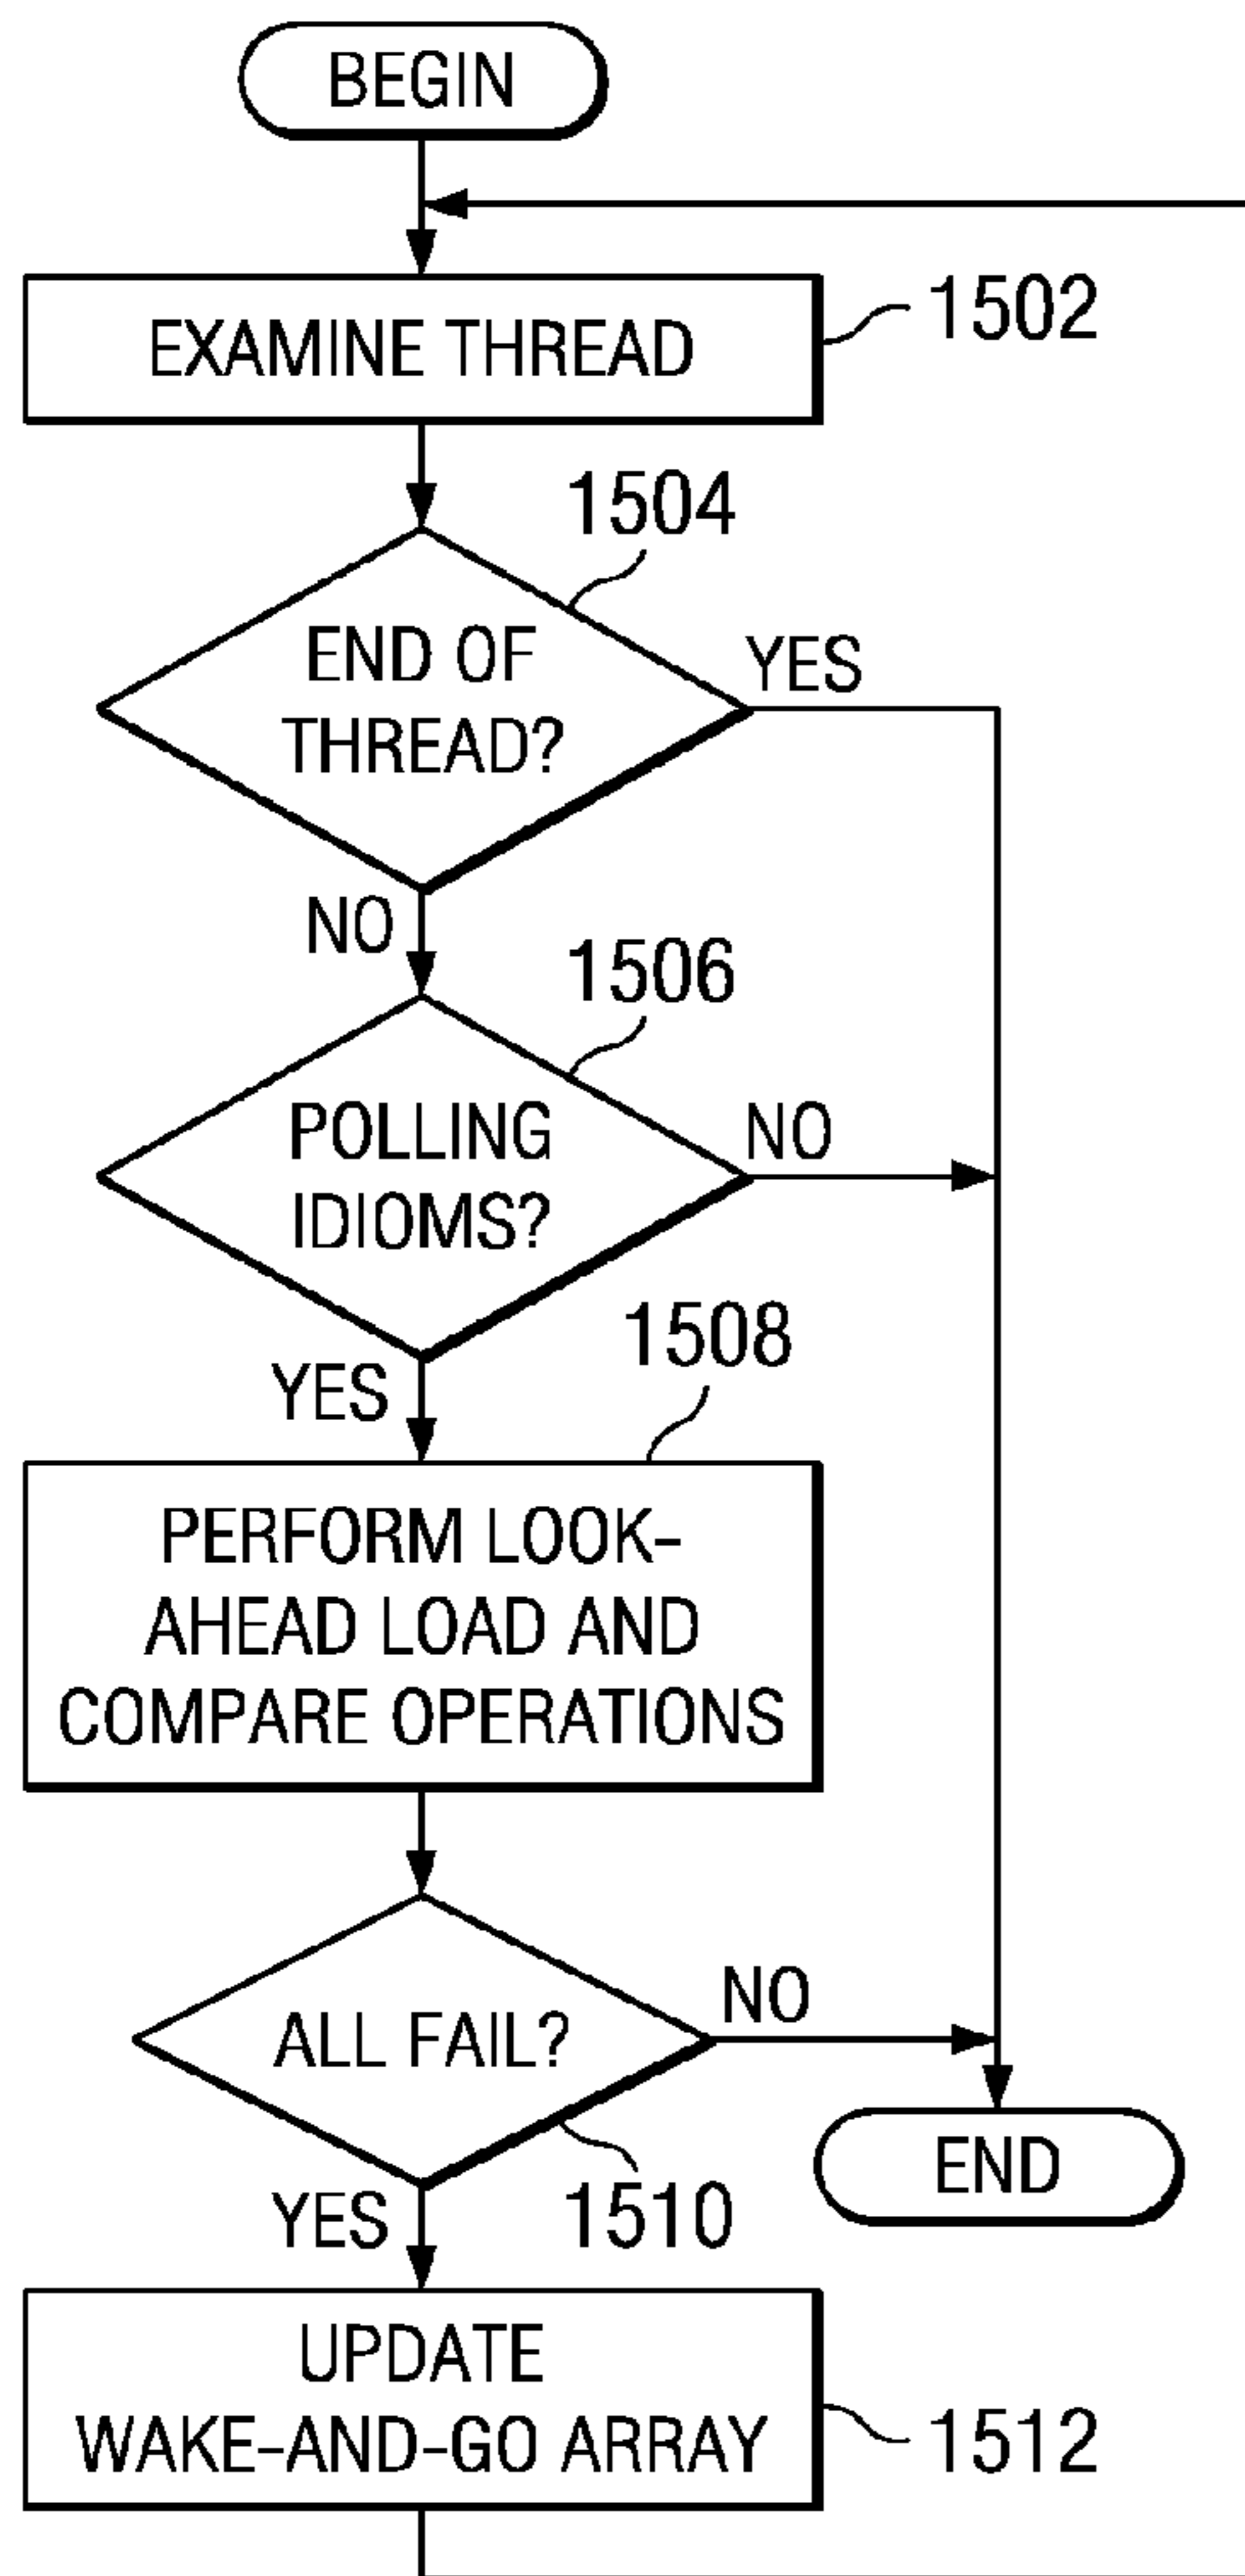 BEGIN
EXAMINE THREAD
1502
1504
END OF
THREAD?
YES
NO
1506
POLLING
IDIOMS?
NO
YES
1508
PERFORM LOOK-
AHEAD LOAD AND
COMPARE OPERATIONS
ALL FAIL?
NO
END
YES
1510
UPDATE
WAKE-AND-GO ARRAY
1512